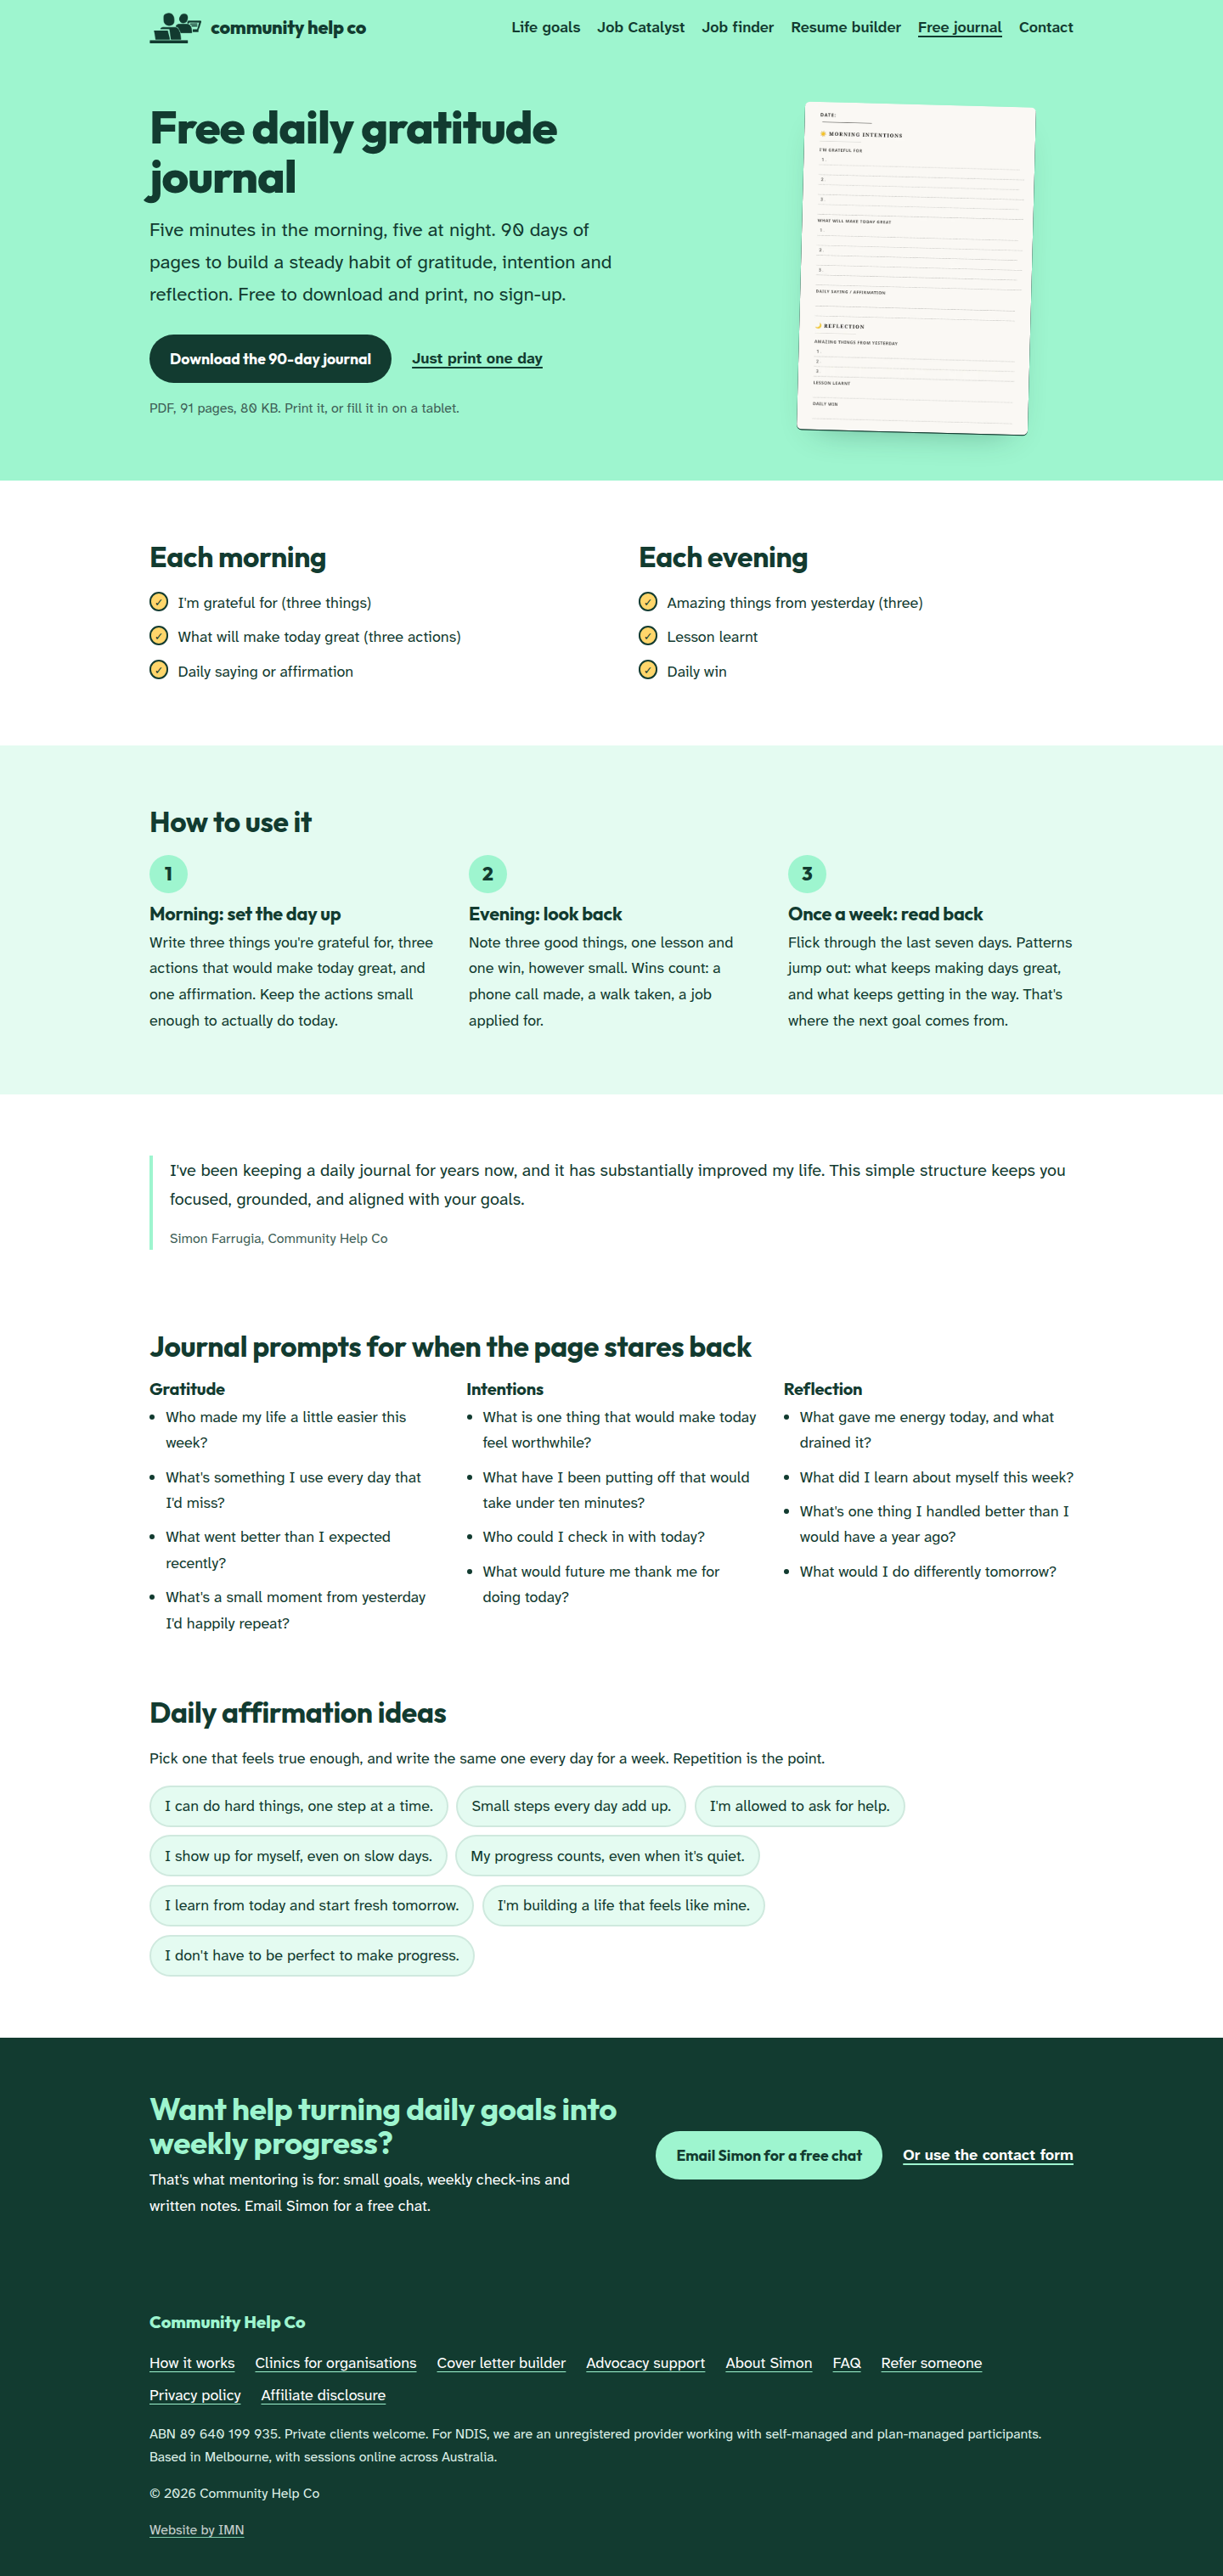 community help co
Life goals
Job Catalyst
Job finder
Resume builder
Free journal
Contact
Free daily gratitude
journal
Five minutes in the morning, five at night. 90 days of
pages to build a steady habit of gratitude, intention and
reflection. Free to download and print, no sign-up.
Download the 90-day journal
Just print one day
PDF, 91 pages, 80 KB. Print it, or fill it in on a tablet.
DATE:
MORNING INTENTIONS
I'M GRATEFUL FOR
1.
2.
3.
WHAT WILL MAKE TODAY GREAT
1.
2.
3.
DAILY SAYING / AFFIRMATION
REFLECTION
AMAZING THINGS FROM YESTERDAY
1.
2.
3.
LESSON LEARNT
DAILY WIN
Each morning
✓ I'm grateful for (three things)
✓ What will make today great (three actions)
✓ Daily saying or affirmation
Each evening
✓ Amazing things from yesterday (three)
✓ Lesson learnt
✓ Daily win
How to use it
1
Morning: set the day up
Write three things you're grateful for, three
actions that would make today great, and
one affirmation. Keep the actions small
enough to actually do today.
2
Evening: look back
Note three good things, one lesson and
one win, however small. Wins count: a
phone call made, a walk taken, a job
applied for.
3
Once a week: read back
Flick through the last seven days. Patterns
jump out: what keeps making days great,
and what keeps getting in the way. That's
where the next goal comes from.
I've been keeping a daily journal for years now, and it has substantially improved my life. This simple structure keeps you
focused, grounded, and aligned with your goals.
Simon Farrugia, Community Help Co
Journal prompts for when the page stares back
Gratitude
• Who made my life a little easier this
week?
• What's something I use every day that
I'd miss?
• What went better than I expected
recently?
• What's a small moment from yesterday
I'd happily repeat?
Intentions
• What is one thing that would make today
feel worthwhile?
• What have I been putting off that would
take under ten minutes?
• Who could I check in with today?
• What would future me thank me for
doing today?
Reflection
• What gave me energy today, and what
drained it?
• What did I learn about myself this week?
• What's one thing I handled better than I
would have a year ago?
• What would I do differently tomorrow?
Daily affirmation ideas
Pick one that feels true enough, and write the same one every day for a week. Repetition is the point.
I can do hard things, one step at a time.
Small steps every day add up.
I'm allowed to ask for help.
I show up for myself, even on slow days.
My progress counts, even when it's quiet.
I learn from today and start fresh tomorrow.
I'm building a life that feels like mine.
I don't have to be perfect to make progress.
Want help turning daily goals into
weekly progress?
That's what mentoring is for: small goals, weekly check-ins and
written notes. Email Simon for a free chat.
Email Simon for a free chat
Or use the contact form
Community Help Co
How it works
Clinics for organisations
Cover letter builder
Advocacy support
About Simon
FAQ
Refer someone
Privacy policy
Affiliate disclosure
ABN 89 640 199 935. Private clients welcome. For NDIS, we are an unregistered provider working with self-managed and plan-managed participants.
Based in Melbourne, with sessions online across Australia.
© 2026 Community Help Co
Website by IMN